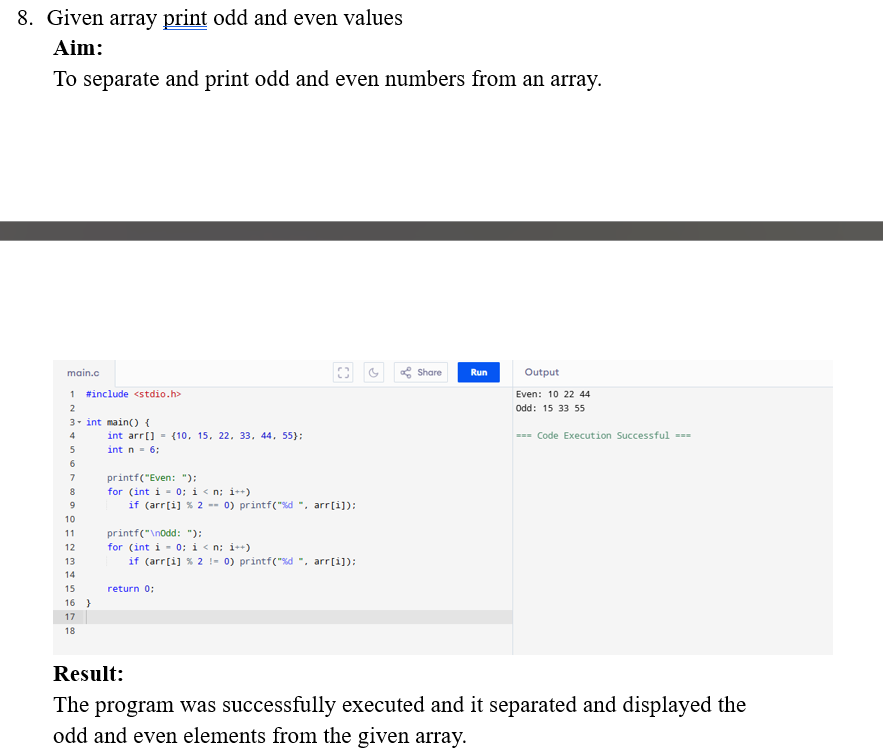 8. Given array print odd and even values
Aim:
To separate and print odd and even numbers from an array.
main.c
Share
Run
Output
1 #include <stdio.h>
2
3 int main() {
4 int arr[] = {10, 15, 22, 33, 44, 55};
5 int n = 6;
6
7 printf("Even: ");
8 for (int i = 0; i < n; i++)
9 if (arr[i] % 2 == 0) printf("%d ", arr[i]);
10
11 printf("\nOdd: ");
12 for (int i = 0; i < n; i++)
13 if (arr[i] % 2 != 0) printf("%d ", arr[i]);
14
15 return 0;
16 }
17
18
Even: 10 22 44
Odd: 15 33 55
=== Code Execution Successful ===
Result:
The program was successfully executed and it separated and displayed the
odd and even elements from the given array.